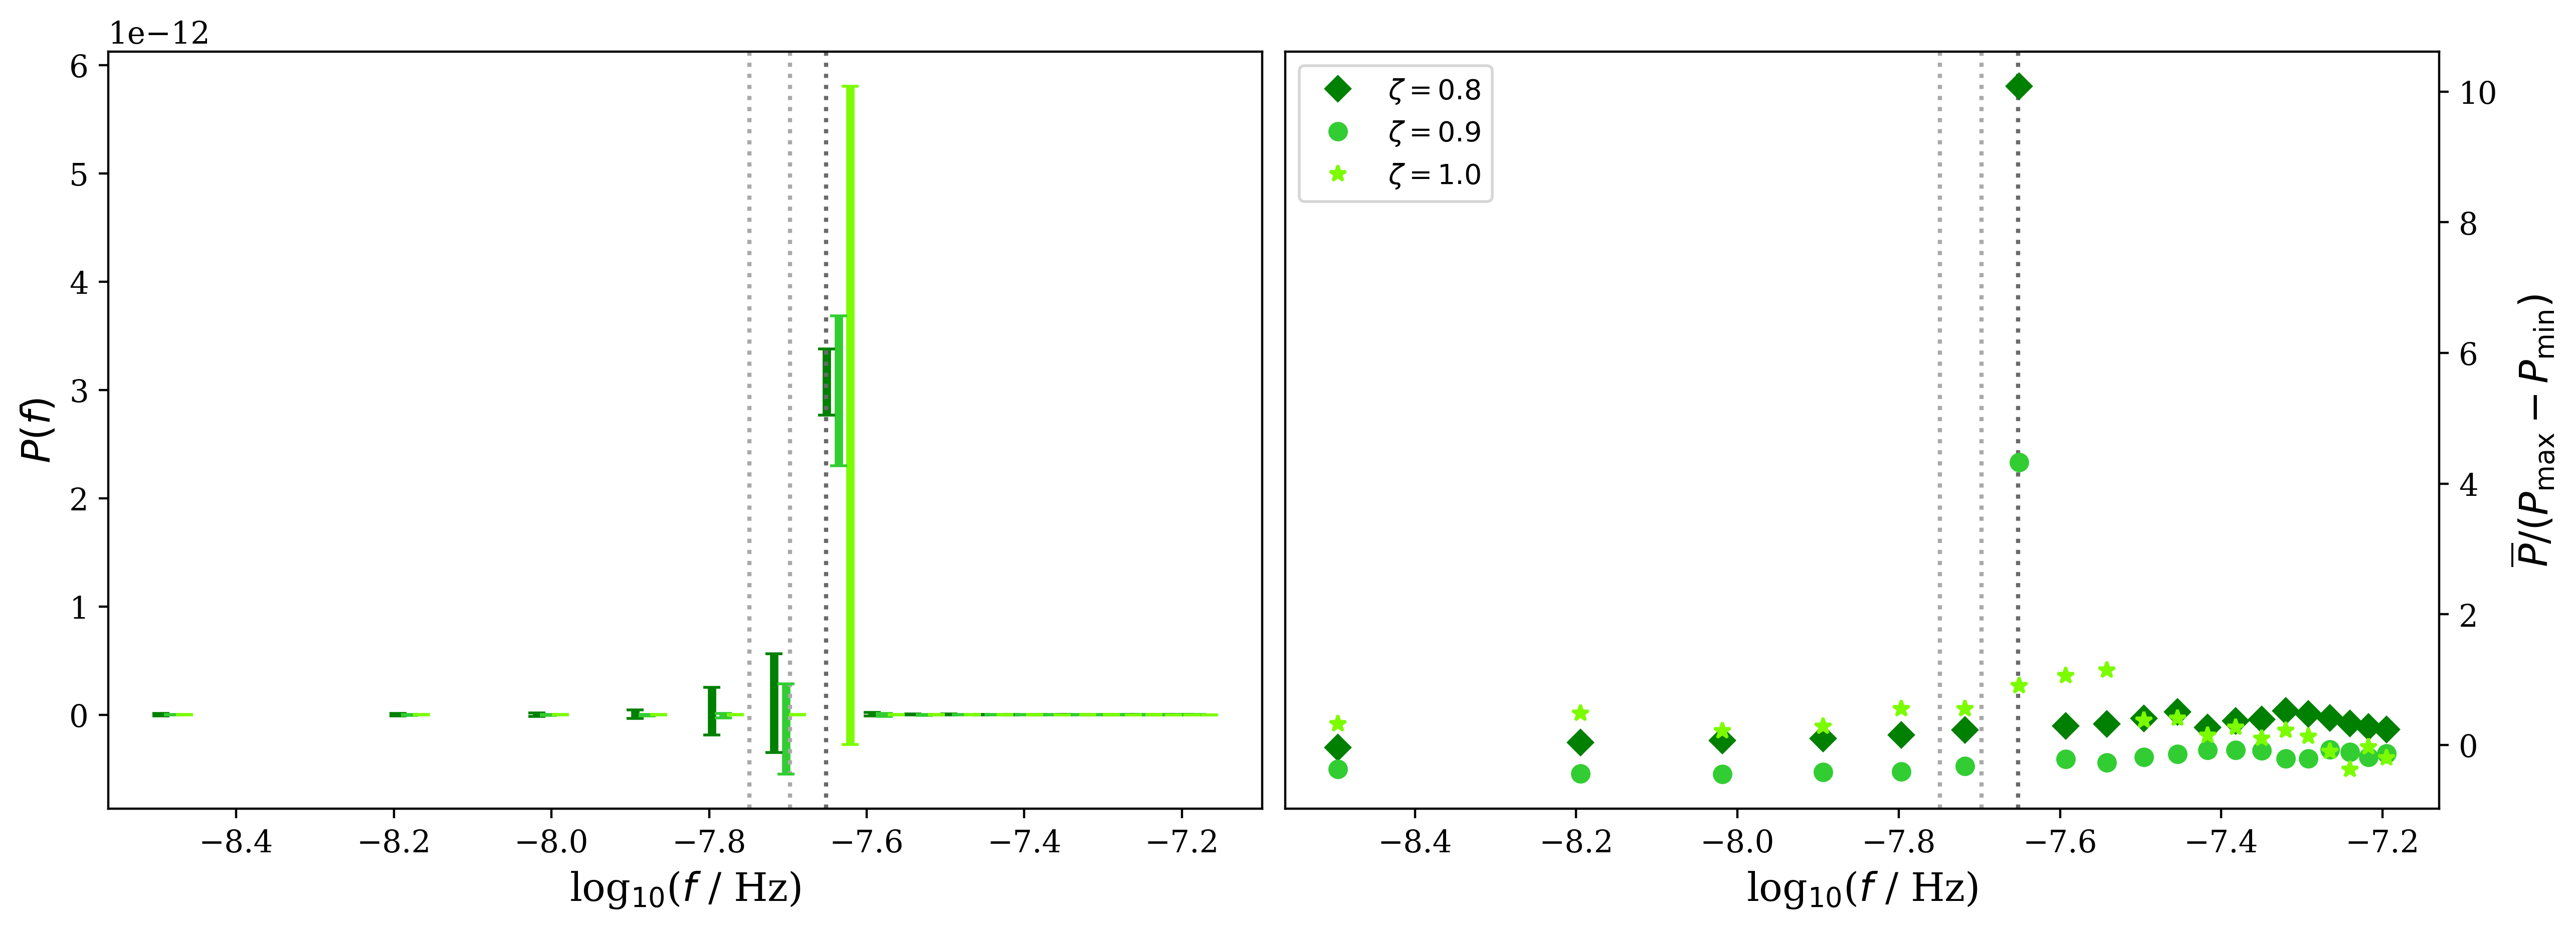 1e−12
6
5
4
3
2
1
0
P(f)
−8.4 −8.2 −8.0 −7.8 −7.6 −7.4 −7.2
log₁₀(f / Hz)
ζ = 0.8
ζ = 0.9
ζ = 1.0
10
8
6
4
2
0
P̅/(Pmax − Pmin)
−8.4 −8.2 −8.0 −7.8 −7.6 −7.4 −7.2
log₁₀(f / Hz)